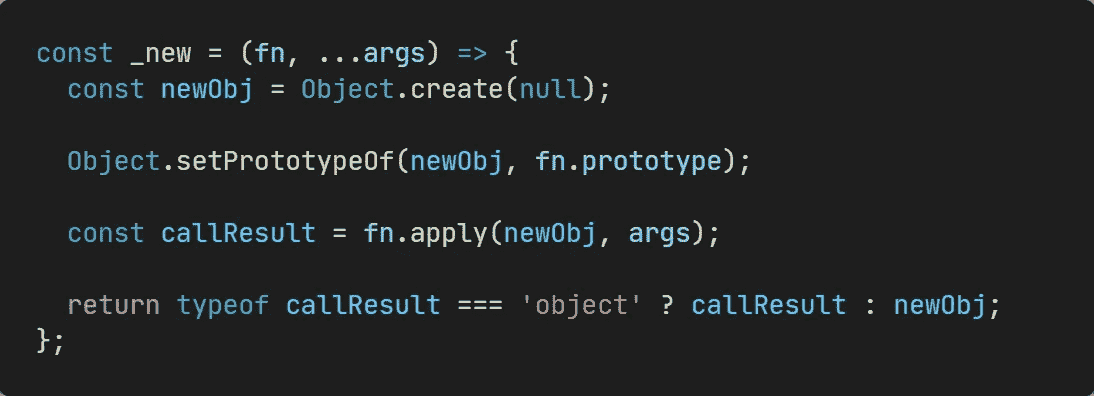 const _new = (fn, ...args) => {
  const newObj = Object.create(null);
  Object.setPrototypeOf(newObj, fn.prototype);
  const callResult = fn.apply(newObj, args);
  return typeof callResult === 'object' ? callResult : newObj;
};